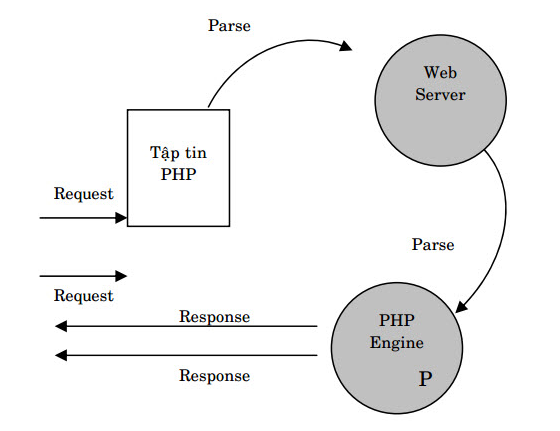 Parse
Web
Server
Tập tin
PHP
Request
Parse
Request
Response
PHP
Engine
P
Response